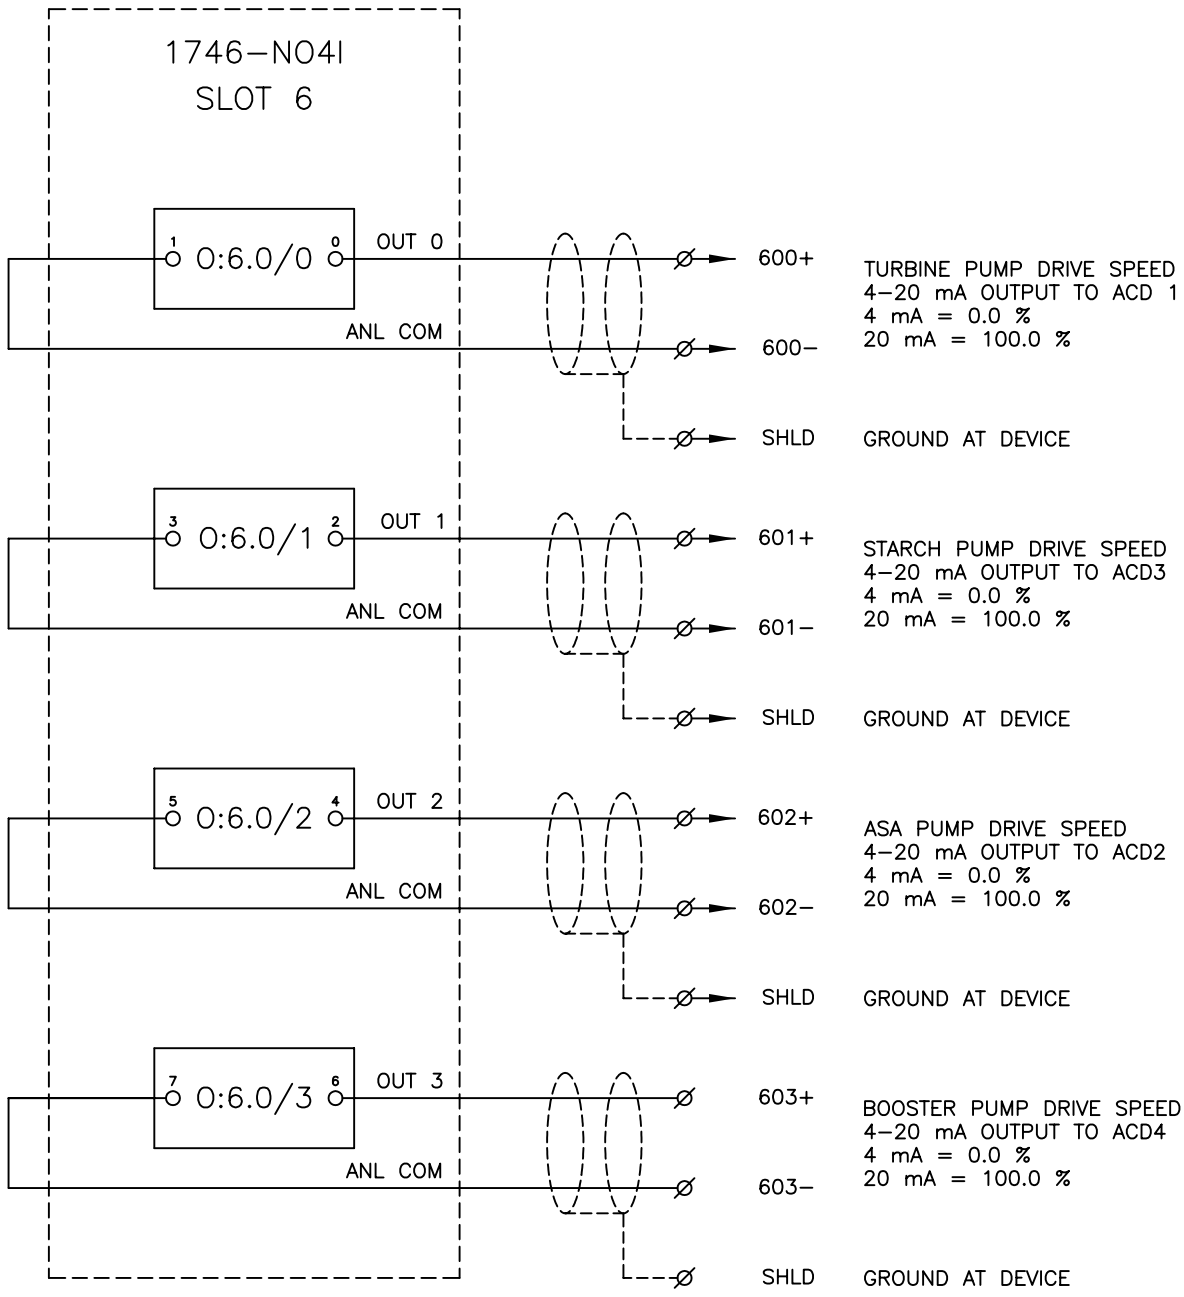 1746-NO4I
SLOT 6
1 O:6.0/0 0 OUT 0
ANL COM
600+
600-
TURBINE PUMP DRIVE SPEED
4-20 mA OUTPUT TO ACD 1
4 mA = 0.0 %
20 mA = 100.0 %
SHLD GROUND AT DEVICE
3 O:6.0/1 2 OUT 1
ANL COM
601+
601-
STARCH PUMP DRIVE SPEED
4-20 mA OUTPUT TO ACD3
4 mA = 0.0 %
20 mA = 100.0 %
SHLD GROUND AT DEVICE
5 O:6.0/2 4 OUT 2
ANL COM
602+
602-
ASA PUMP DRIVE SPEED
4-20 mA OUTPUT TO ACD2
4 mA = 0.0 %
20 mA = 100.0 %
SHLD GROUND AT DEVICE
7 O:6.0/3 6 OUT 3
ANL COM
603+
603-
BOOSTER PUMP DRIVE SPEED
4-20 mA OUTPUT TO ACD4
4 mA = 0.0 %
20 mA = 100.0 %
SHLD GROUND AT DEVICE